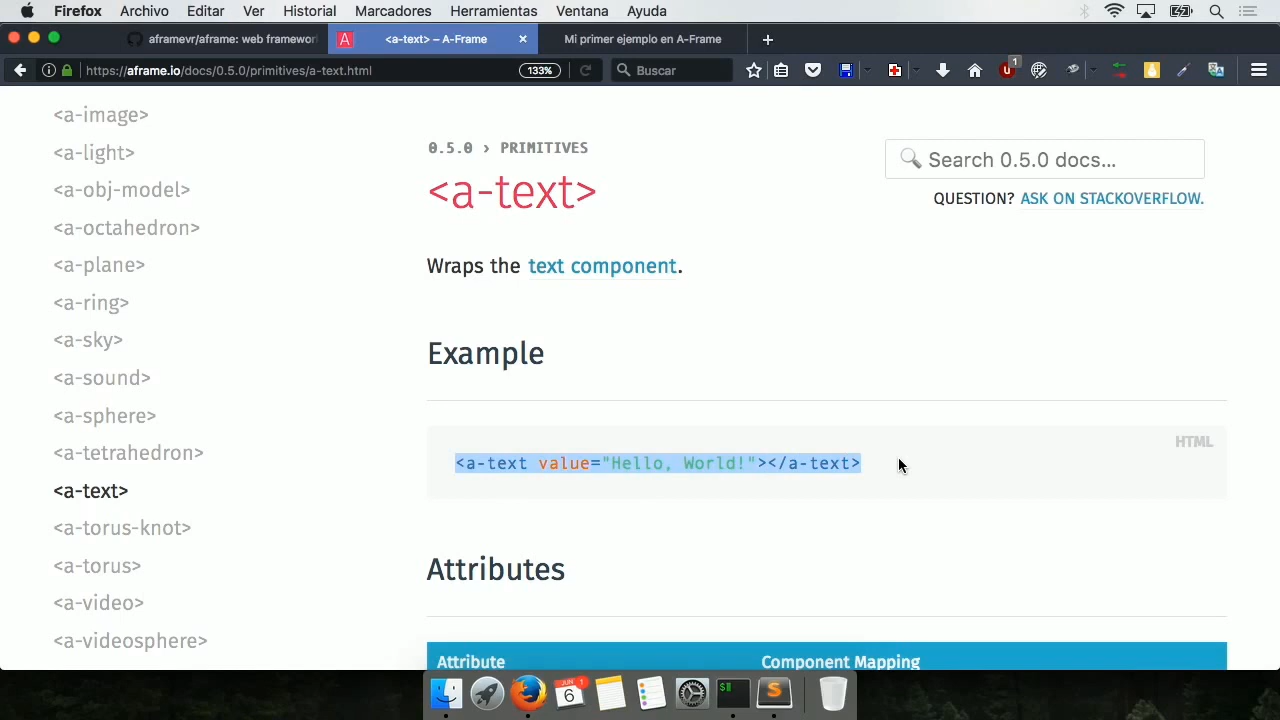 Firefox Archivo Editar Ver Historial Marcadores Herramientas Ventana Ayuda
aframevr/aframe: web framewor
A <a-text> – A-Frame ×
Mi primer ejemplo en A-Frame
https://aframe.io/docs/0.5.0/primitives/a-text.html 133% Buscar
1
<a-image>
<a-light>
<a-obj-model>
<a-octahedron>
<a-plane>
<a-ring>
<a-sky>
<a-sound>
<a-sphere>
<a-tetrahedron>
<a-text>
<a-torus-knot>
<a-torus>
<a-video>
<a-videosphere>
0.5.0 › PRIMITIVES
<a-text>
Search 0.5.0 docs...
QUESTION? ASK ON STACKOVERFLOW.
Wraps the text component.
Example
HTML
<a-text value="Hello, World!"></a-text>
Attributes
Attribute Component Mapping
JUN 1
6
$
S